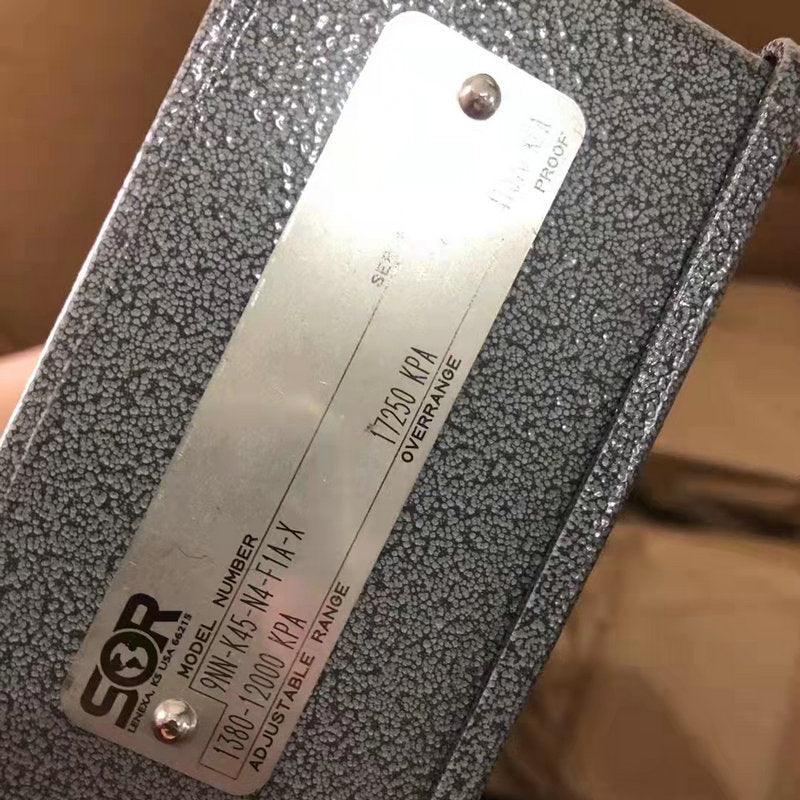 SOR
LENEXA, KS USA 66215
MODEL NUMBER
9NN-K45-N4-F1A-X
1380-12000 KPA
ADJUSTABLE RANGE
17250 KPA
OVERRANGE
PROOF